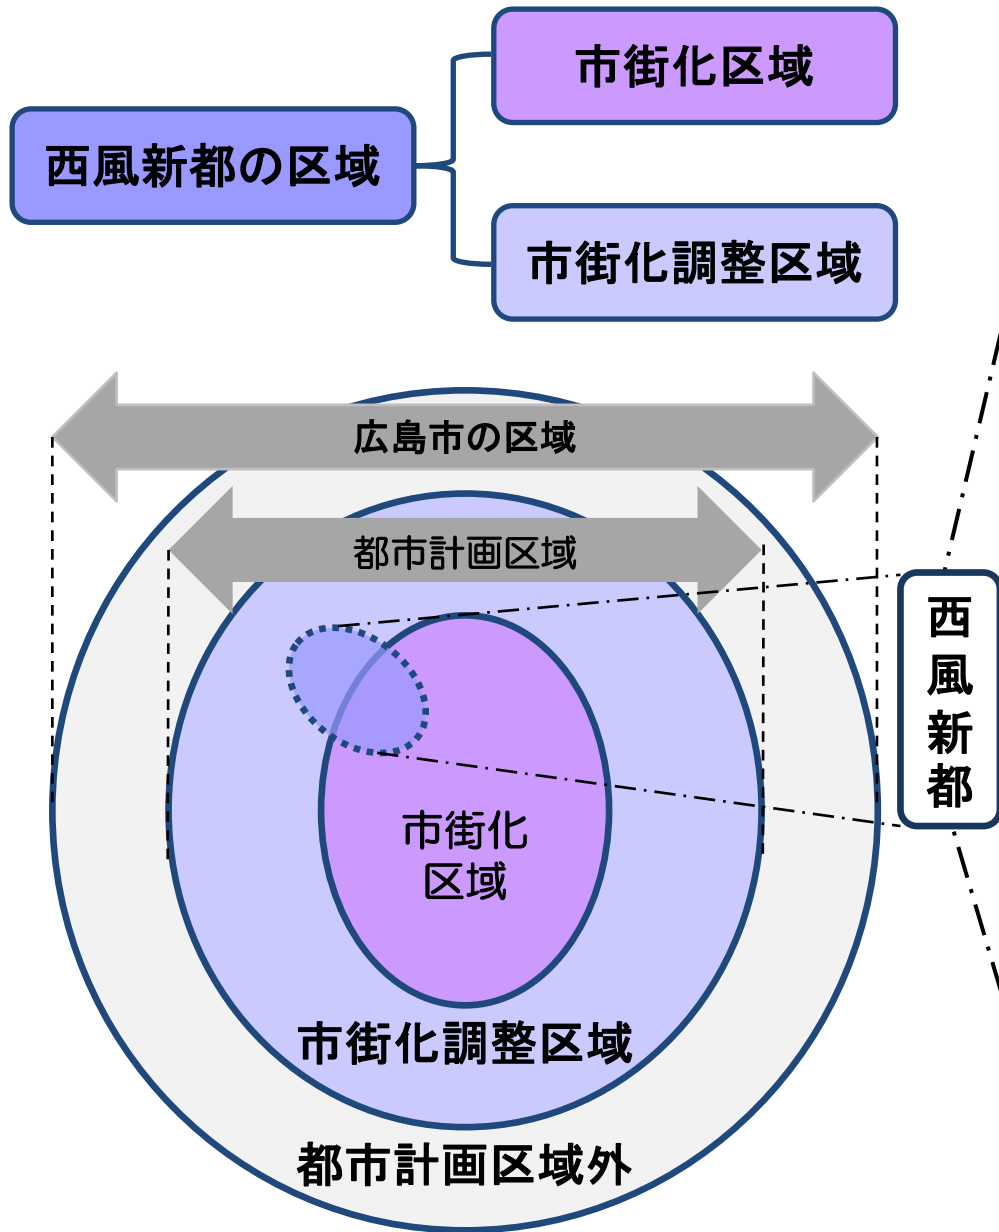 市街化区域
西風新都の区域
市街化調整区域
広島市の区域
都市計画区域
西風新都
市街化
区域
市街化調整区域
都市計画区域外